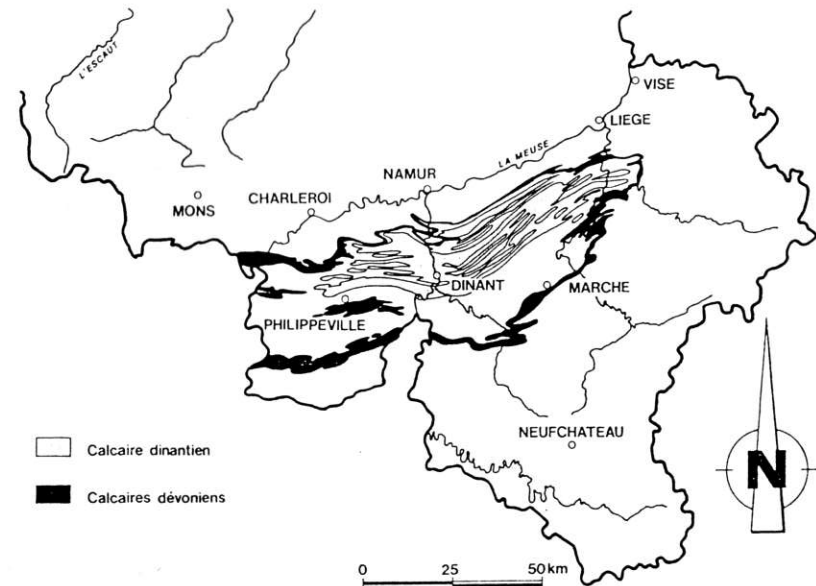 L'ESCAUT
VISE
LIEGE
LA MEUSE
NAMUR
CHARLEROI
MONS
DINANT
MARCHE
PHILIPPEVILLE
NEUFCHATEAU
Calcaire dinantien
Calcaires dévoniens
N
0 25 50 km